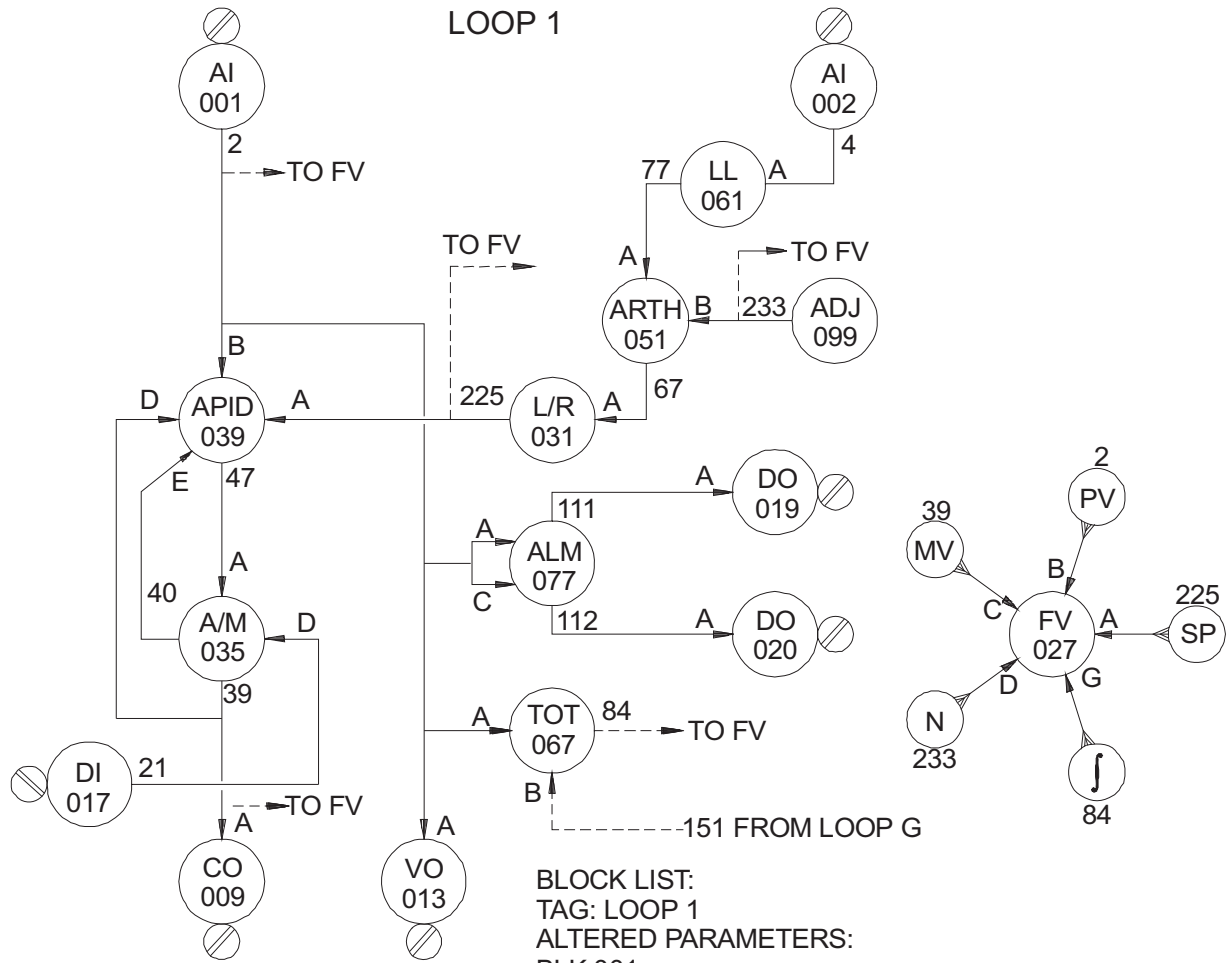 LOOP 1
AI
001
AI
002
2
4
TO FV
77
LL
061
A
TO FV
TO FV
A
ARTH
051
B
233
ADJ
099
B
67
D
APID
039
A
225
L/R
031
A
E
47
A
DO
019
111
2
PV
39
MV
A
ALM
077
C
B
A
40
C
FV
027
A
225
SP
A/M
035
D
112
A
DO
020
D
G
39
N
233
A
TOT
067
84
TO FV
DI
017
21
∫
84
B
TO FV
A
A
151 FROM LOOP G
CO
009
VO
013
BLOCK LIST:
TAG: LOOP 1
ALTERED PARAMETERS: